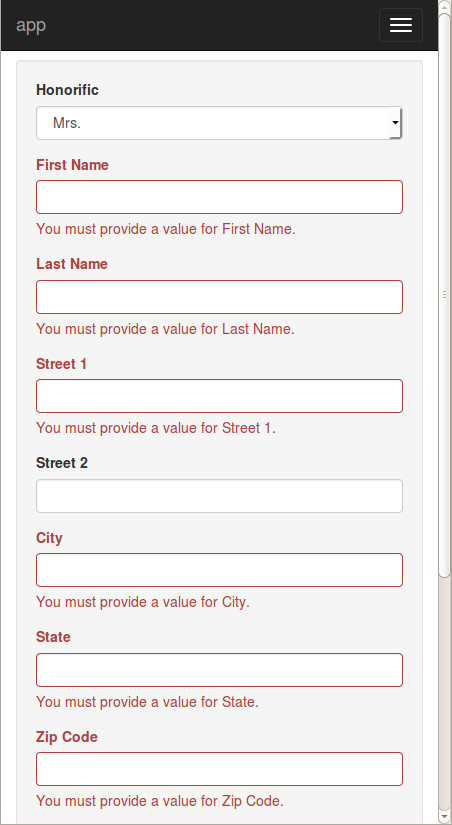 app
Honorific
Mrs.
First Name
You must provide a value for First Name.
Last Name
You must provide a value for Last Name.
Street 1
You must provide a value for Street 1.
Street 2
City
You must provide a value for City.
State
You must provide a value for State.
Zip Code
You must provide a value for Zip Code.